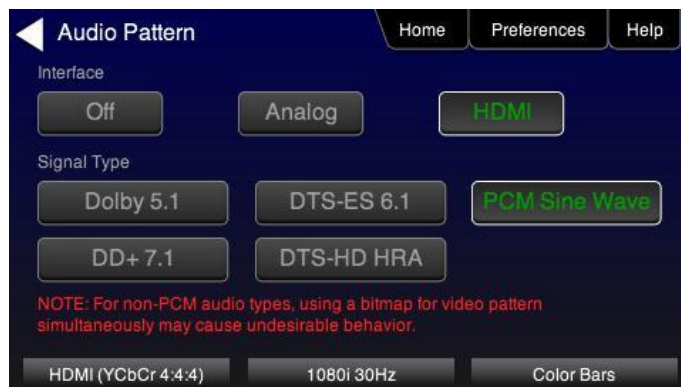 Audio Pattern
Home
Preferences
Help
Interface
Off
Analog
HDMI
Signal Type
Dolby 5.1
DTS-ES 6.1
PCM Sine Wave
DD+ 7.1
DTS-HD HRA
NOTE: For non-PCM audio types, using a bitmap for video pattern
simultaneously may cause undesirable behavior.
HDMI (YCbCr 4:4:4)
1080i 30Hz
Color Bars